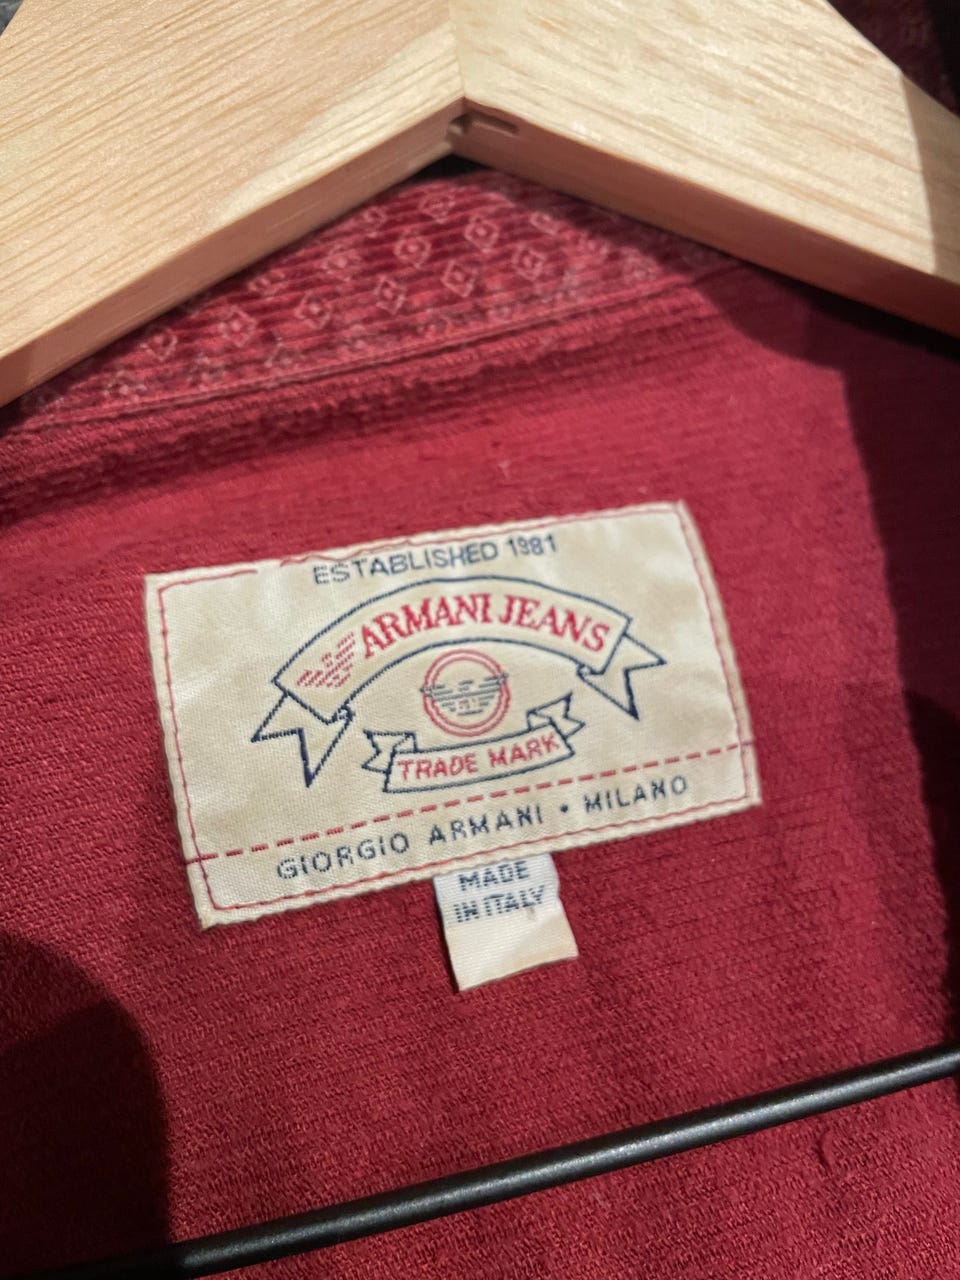 ESTABLISHED 1981
ARMANI JEANS
TRADE MARK
GIORGIO ARMANI • MILANO
MADE
IN ITALY